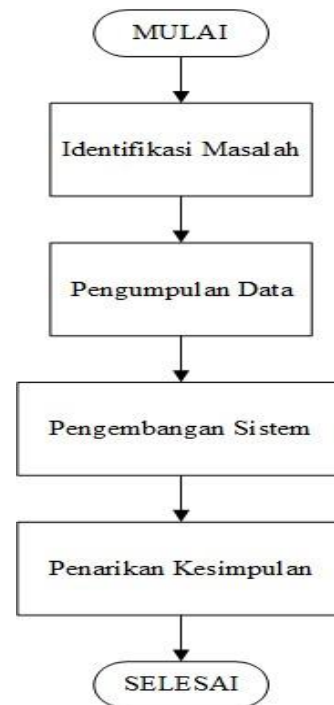 MULAI
Identifikasi Masalah
Pengumpulan Data
Pengembangan Sistem
Penarikan Kesimpulan
SELESAI